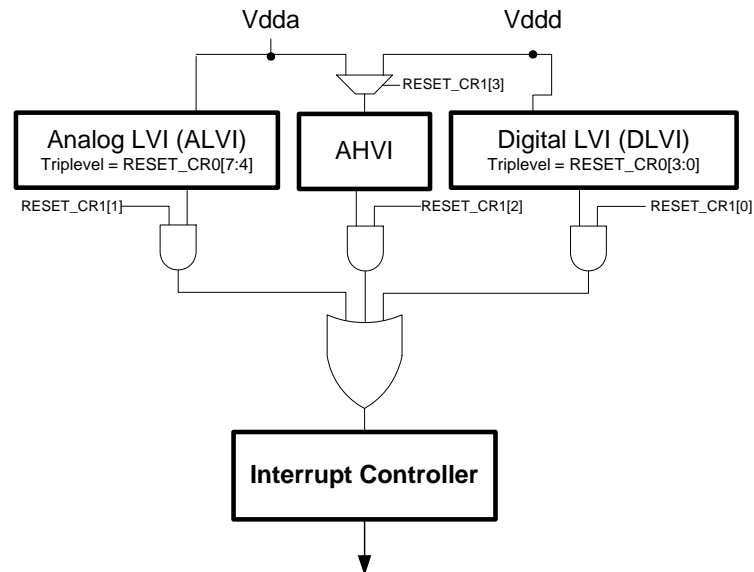 Vdda
Vddd
RESET_CR1[3]
Analog LVI (ALVI)
Triplevel = RESET_CR0[7:4]
AHVI
Digital LVI (DLVI)
Triplevel = RESET_CR0[3:0]
RESET_CR1[1]
RESET_CR1[2]
RESET_CR1[0]
Interrupt Controller